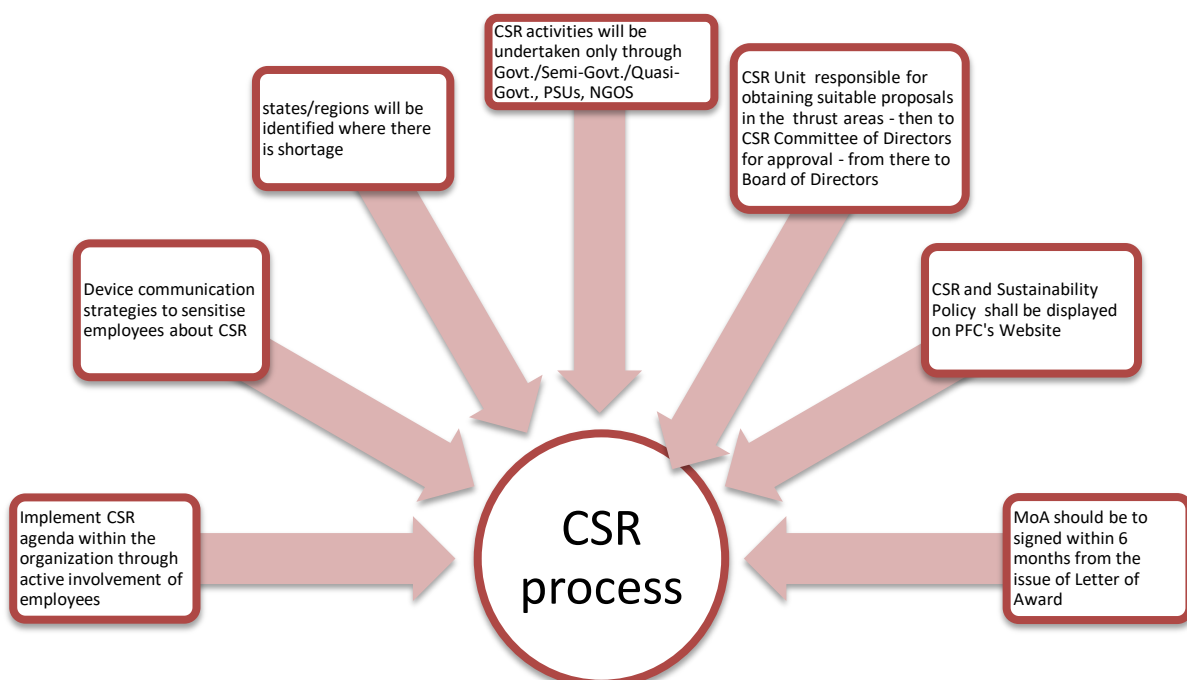 CSR activities will be
undertaken only through
Govt./Semi-Govt./Quasi-
Govt., PSUs, NGOS
CSR Unit  responsible for
obtaining suitable proposals
in the  thrust areas - then to
CSR Committee of Directors
for approval - from there to
Board of Directors
states/regions will be
identified where there
is shortage
Device communication
strategies to sensitise
employees about CSR
CSR and Sustainability
Policy  shall be displayed
on PFC's Website
Implement CSR
agenda within the
organization through
active involvement of
employees
CSR
process
MoA should be to
signed within 6
months from the
issue of Letter of
Award